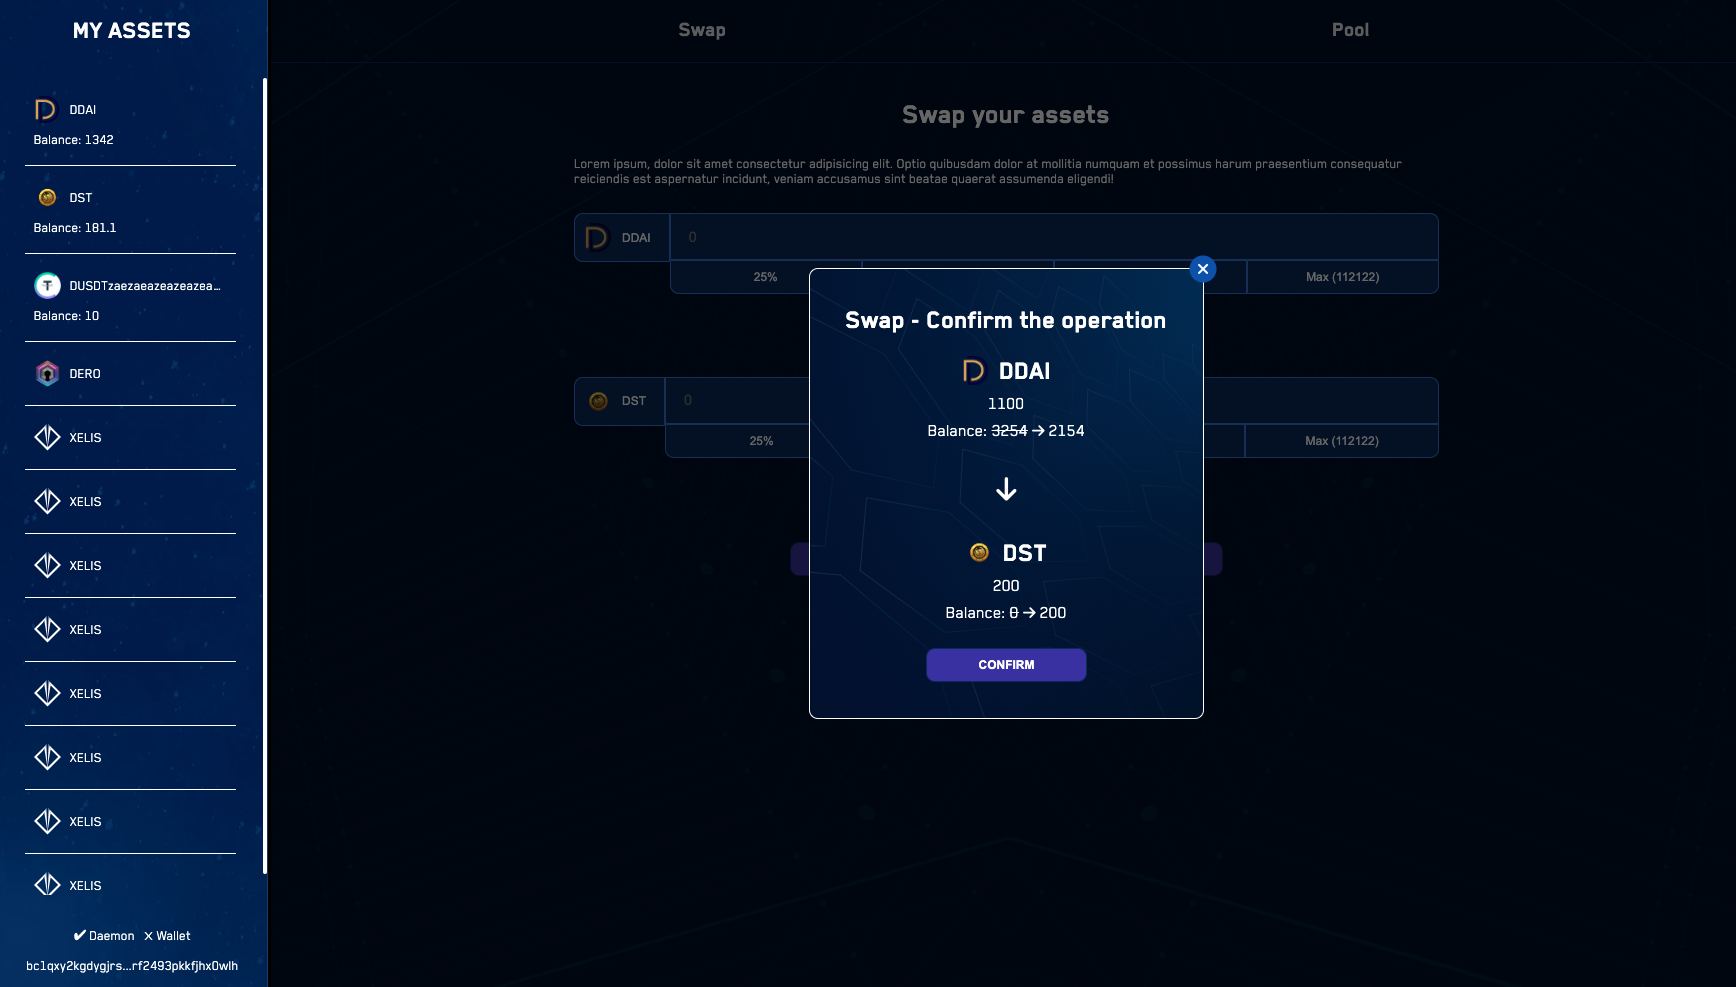 MY ASSETS
DDAI
Balance: 1342
DST
Balance: 181.1
DUSDTzaezaeazeazeazea...
Balance: 10
DERO
XELIS
XELIS
XELIS
XELIS
XELIS
XELIS
XELIS
XELIS
✔ Daemon X Wallet
bc1qxy2kgdygjrs...rf2493pkkfjhx0wlh
Swap
Pool
Swap your assets
Lorem ipsum, dolor sit amet consectetur adipisicing elit. Optio quibusdam dolor at mollitia numquam et possimus harum praesentium consequatur
reiciendis est aspernatur incidunt, veniam accusamus sint beatae quaerat assumenda eligendi!
DDAI
0
25%
Max (112122)
DST
0
25%
Max (112122)
Swap - Confirm the operation
DDAI
1100
Balance: 3254 → 2154
↓
DST
200
Balance: 0 → 200
CONFIRM